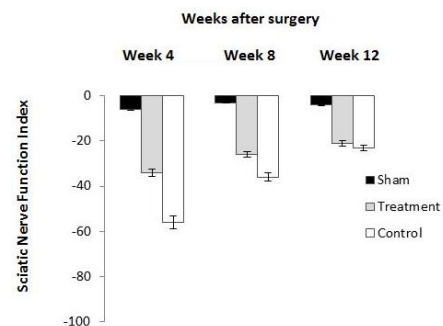 Weeks after surgery
Week 4 Week 8 Week 12
Sciatic Nerve Function Index
0
-20
-40
-60
-80
-100
Sham
Treatment
Control